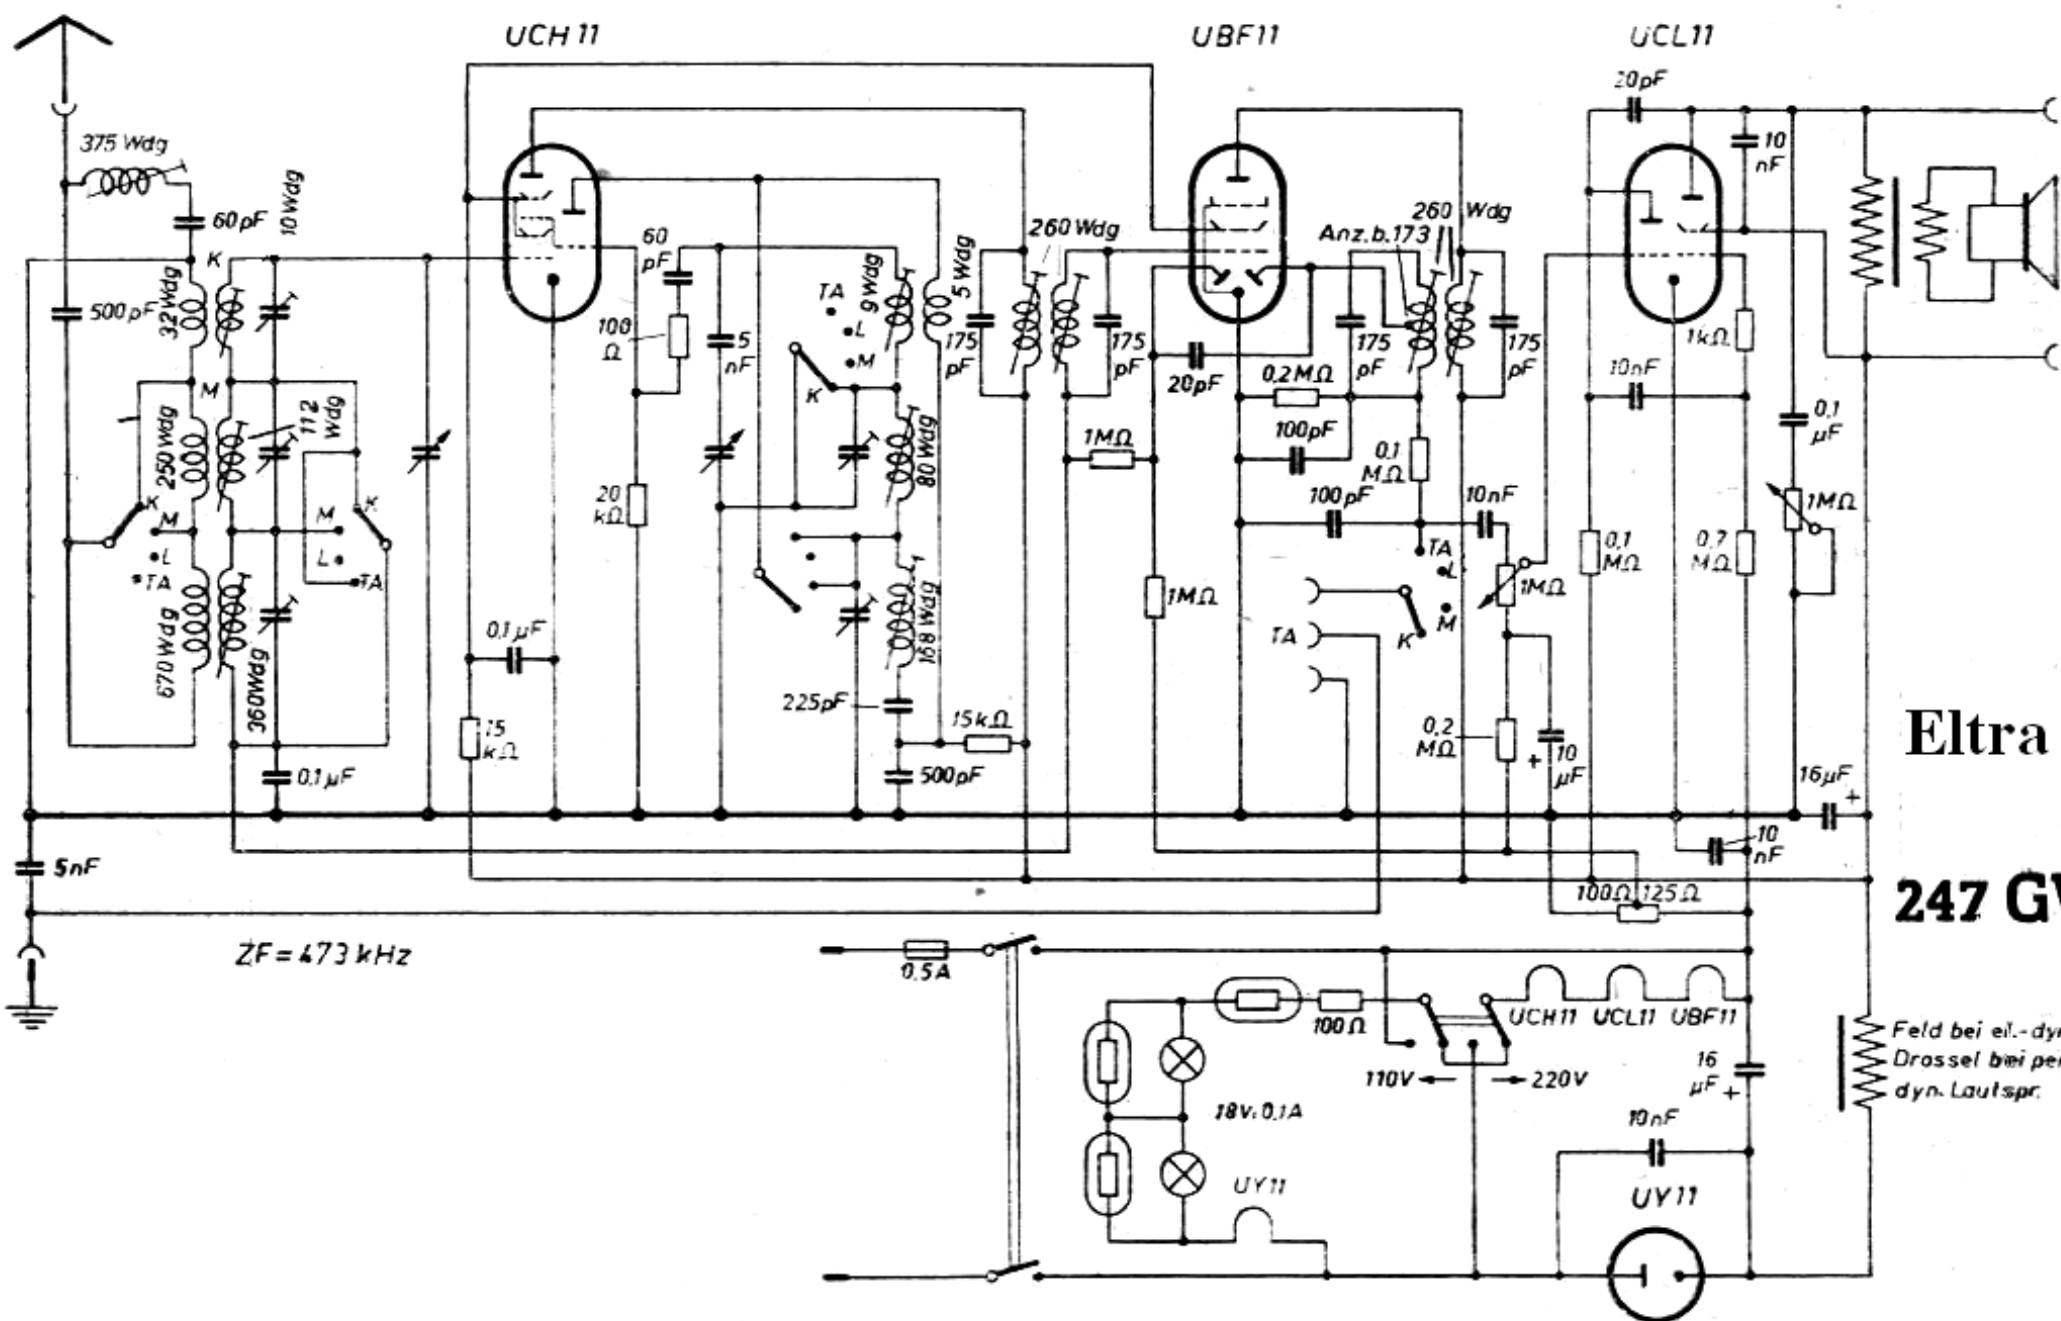 UCH 11
UBF11
UCL11
20pF
375 Wdg
10 Wdg
10
nF
60pF
K
60
pF
9 Wdg
5 Wdg
260 Wdg
Anz.b.173
260 Wdg
500pF
32 Wdg
100
Ω
5
nF
TA
L
M
K
175
pF
175
pF
20pF
0,2MΩ
175
pF
175
pF
1kΩ
10nF
M
112
Wdg
250 Wdg
80 Wdg
1MΩ
100pF
0,1
MΩ
0,1
µF
K
M
L
TA
K
M
L
TA
20
kΩ
100pF
10nF
1MΩ
TA
L
M
K
1MΩ
1MΩ
0,1
MΩ
MΩ
670 Wdg
360 Wdg
0,1µF
168 Wdg
TA
225pF
15
kΩ
15kΩ
0,2
MΩ
+
10
µF
0,1µF
500pF
Eltra
16µF
+
5nF
10
nF
100Ω
125Ω
247 GW
ZF = 473 kHz
0,5A
100Ω
UCH11
UCL11
UBF11
110V
220V
16
µF
+
Feld bei el.-dyn
Drossel bei per
dyn. Lautspr.
18V; 0,1A
10nF
UY11
UY11